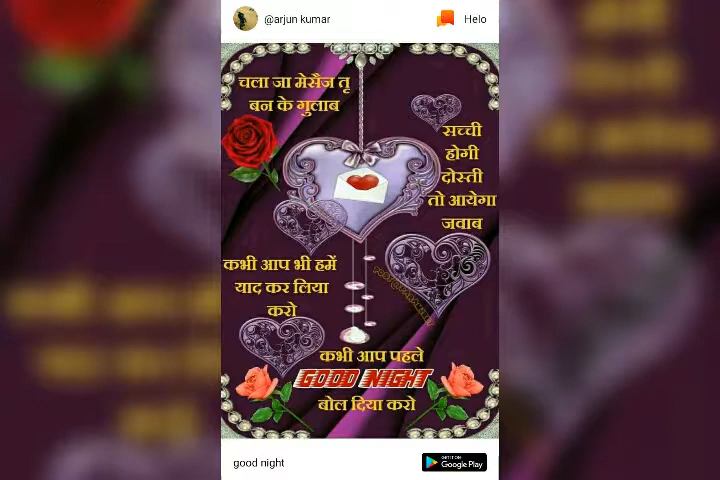 @arjun kumar
Helo
चला जा मेसैज तू
बन के गुलाब
सच्ची
होगी
दोस्ती
तो आयेगा
जवाब
कभी आप भी हमें
याद कर लिया
करो
कभी आप पहले
GOOD NIGHT
बोल दिया करो
good night
GET IT ON
Google Play